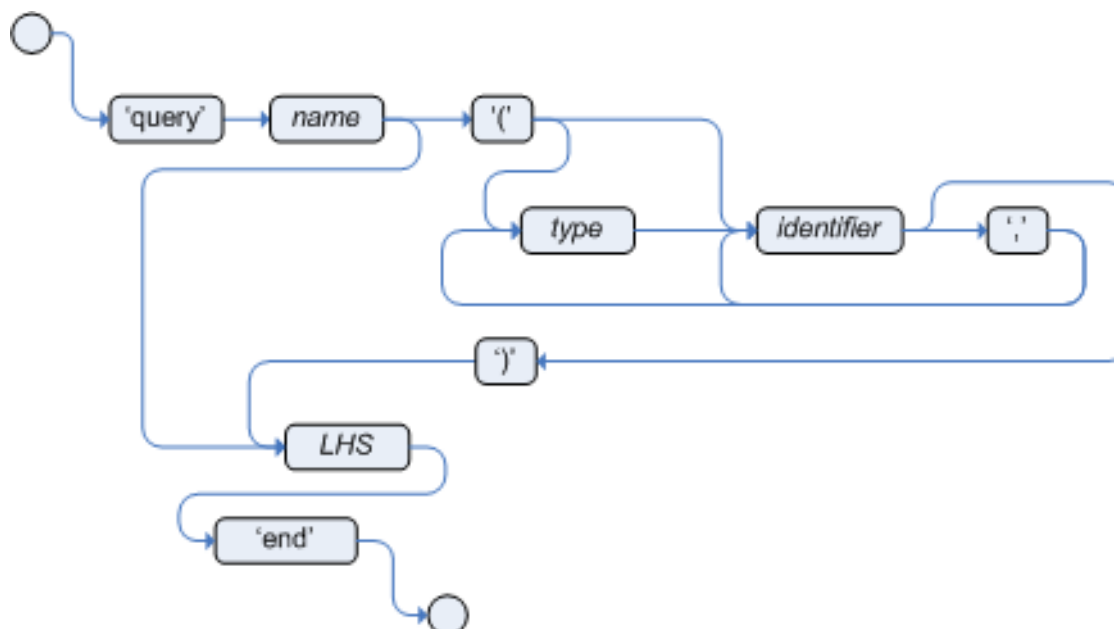 ‘query’ name '('
type identifier ‘,’
‘)’
LHS
‘end’